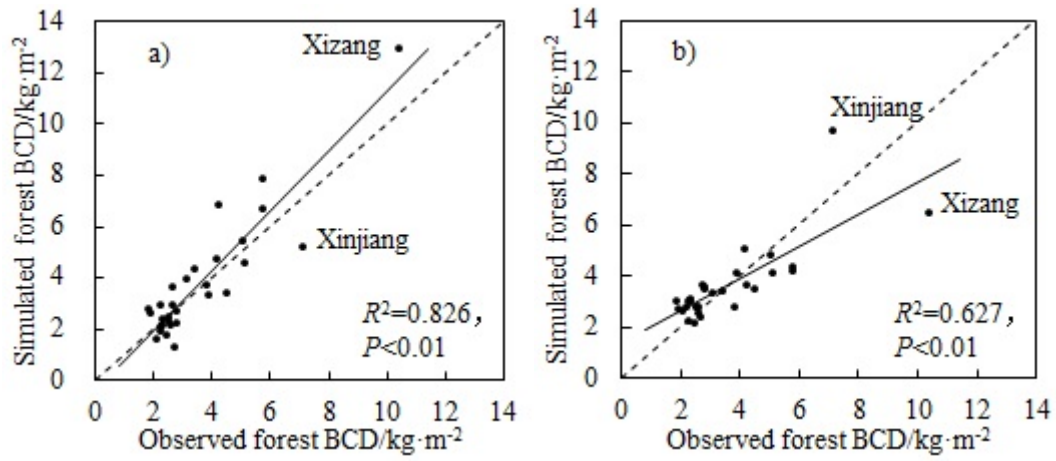 a)
Simulated forest BCD/kg·m-2
14
12
10
8
6
4
2
0
Xizang
Xinjiang
R2=0.826，
P<0.01
0 2 4 6 8 10 12 14
Observed forest BCD/kg·m-2
b)
Simulated forest BCD/kg·m-2
14
12
10
8
6
4
2
0
Xinjiang
Xizang
R2=0.627，
P<0.01
0 2 4 6 8 10 12 14
Observed forest BCD/kg·m-2